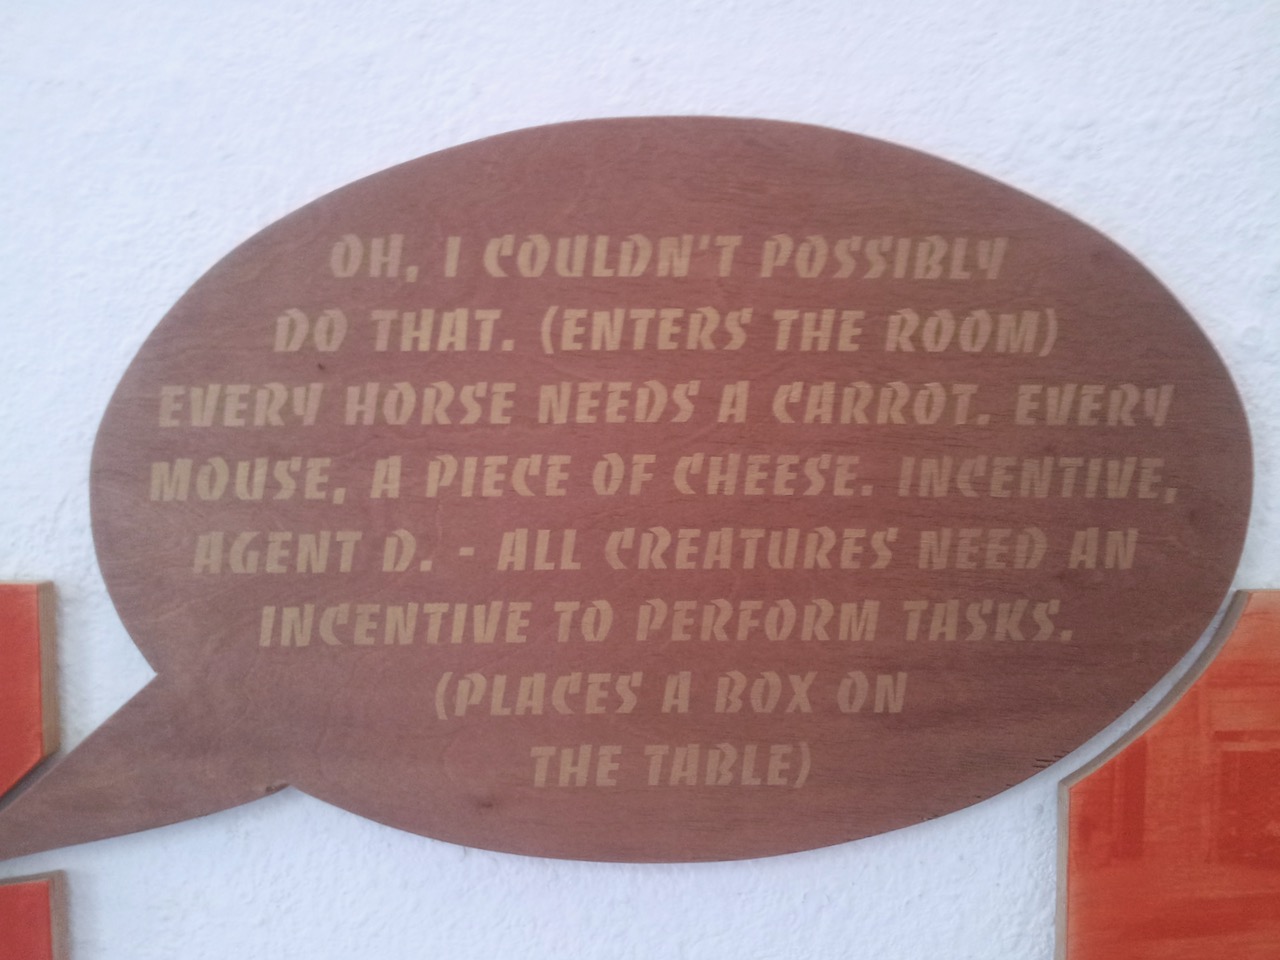 OH, I COULDN'T POSSIBLY
DO THAT. (ENTERS THE ROOM)
EVERY HORSE NEEDS A CARROT. EVERY
MOUSE, A PIECE OF CHEESE. INCENTIVE,
AGENT D. - ALL CREATURES NEED AN
INCENTIVE TO PERFORM TASKS.
(PLACES A BOX ON
THE TABLE)